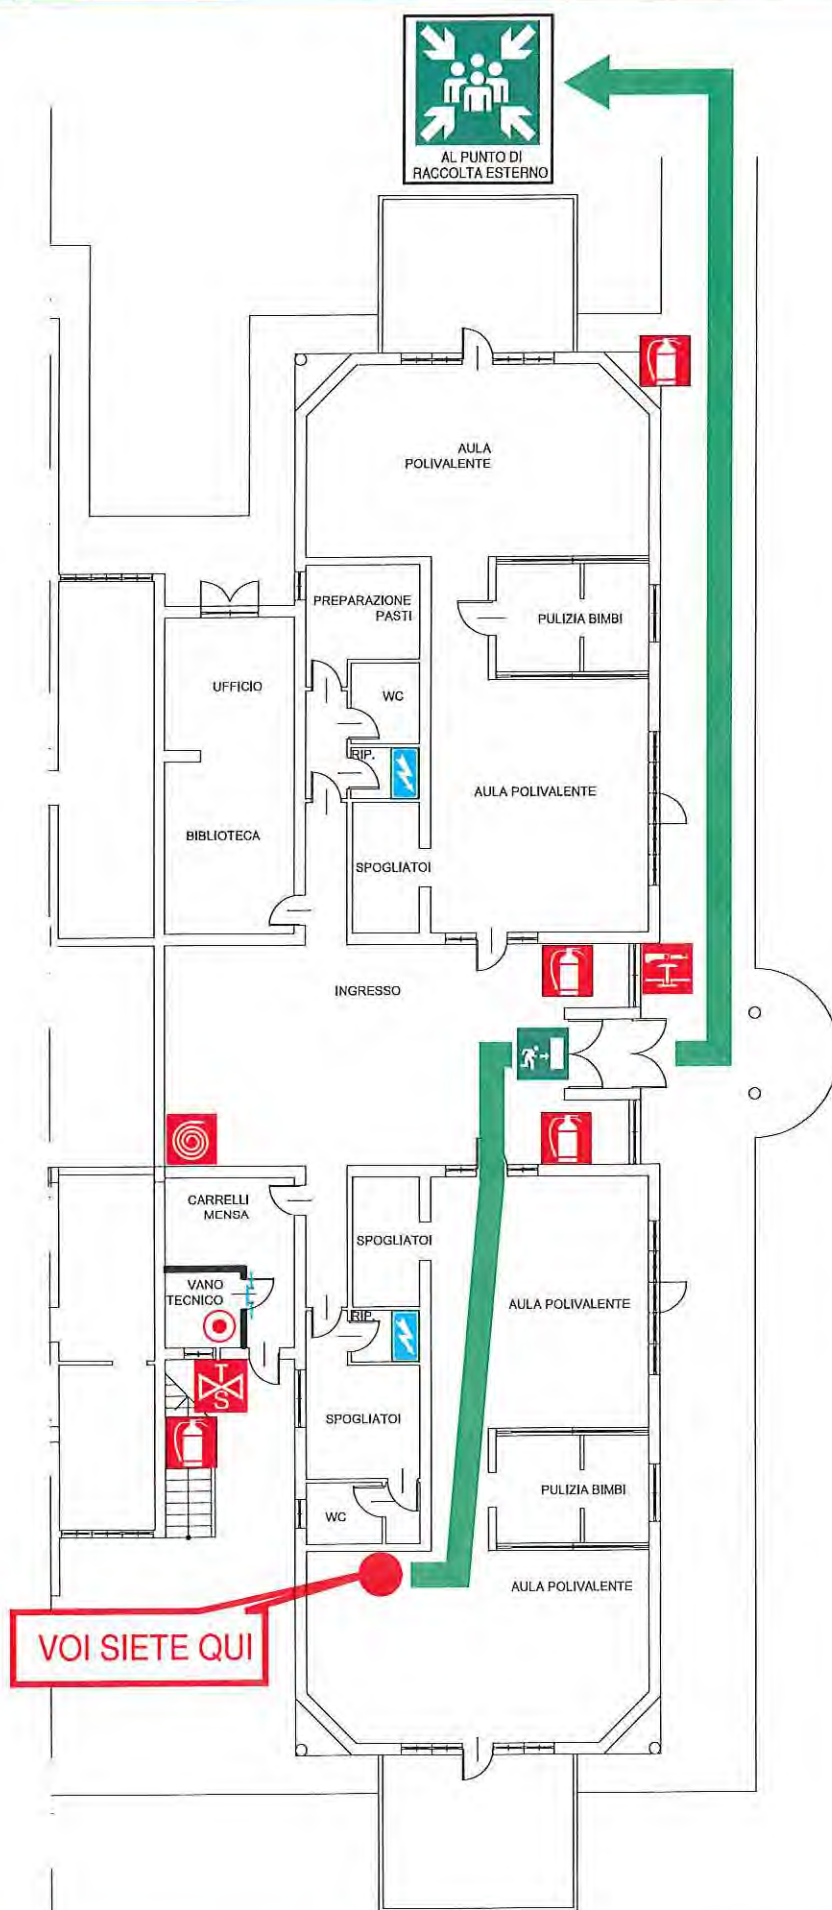 AL PUNTO DI
RACCOLTA ESTERNO
AULA
POLIVALENTE
PREPARAZIONE
PASTI
PULIZIA BIMBI
UFFICIO
WC
RIP.
AULA POLIVALENTE
BIBLIOTECA
SPOGLIATOI
INGRESSO
CARRELLI
MENSA
SPOGLIATOI
VANO
TECNICO
AULA POLIVALENTE
RIP.
T
S
SPOGLIATOI
PULIZIA BIMBI
WC
AULA POLIVALENTE
VOI SIETE QUI